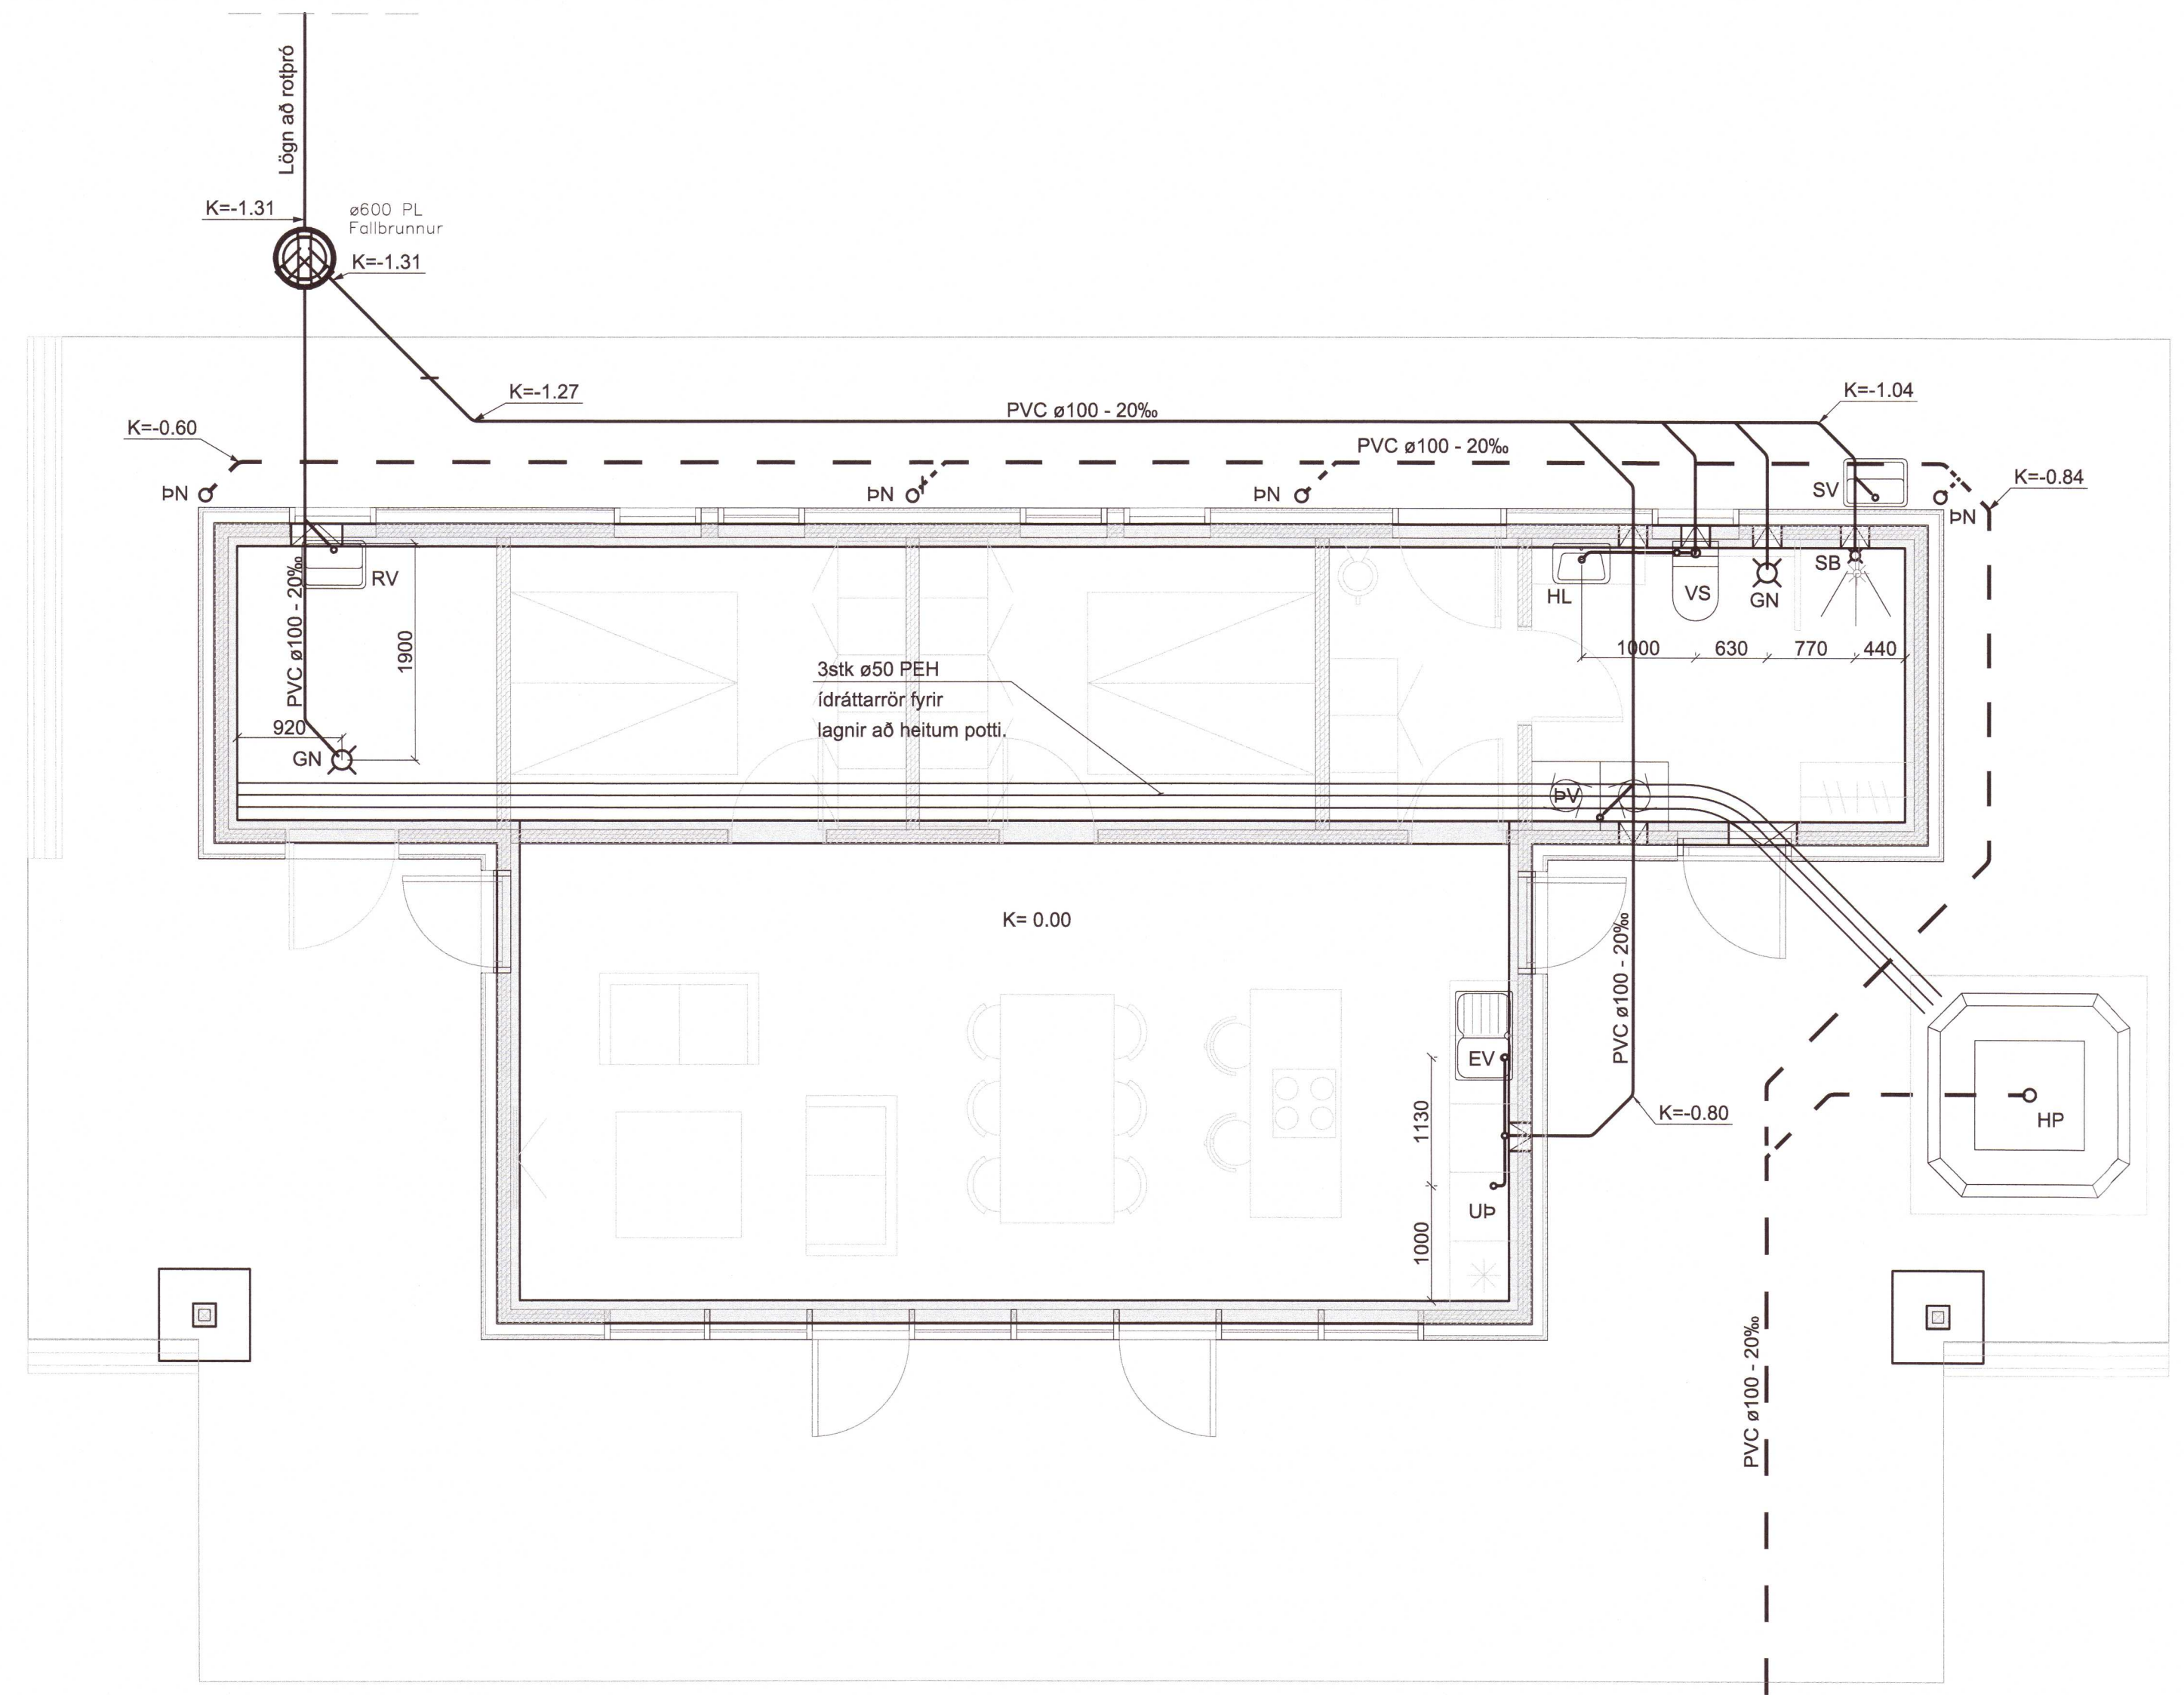 Lögn að rotþró
K=-1.31
ø600 PL
Fallbrunnur
K=-1.31
K=-1.27
PVC ø100 - 20‰
K=-1.04
K=-0.60
PVC ø100 - 20‰
K=-0.84
ÞN
ÞN
ÞN
SV
ÞN
RV
PVC ø100 - 20‰
1900
920
GN
HL
VS
GN
SB
1000
630
770
440
3stk ø50 PEH
ídráttarrör fyrir
lagnir að heitum potti.
ÞV
K= 0.00
PVC ø100 - 20‰
EV
1130
K=-0.80
HP
UÞ
1000
PVC ø100 - 20‰